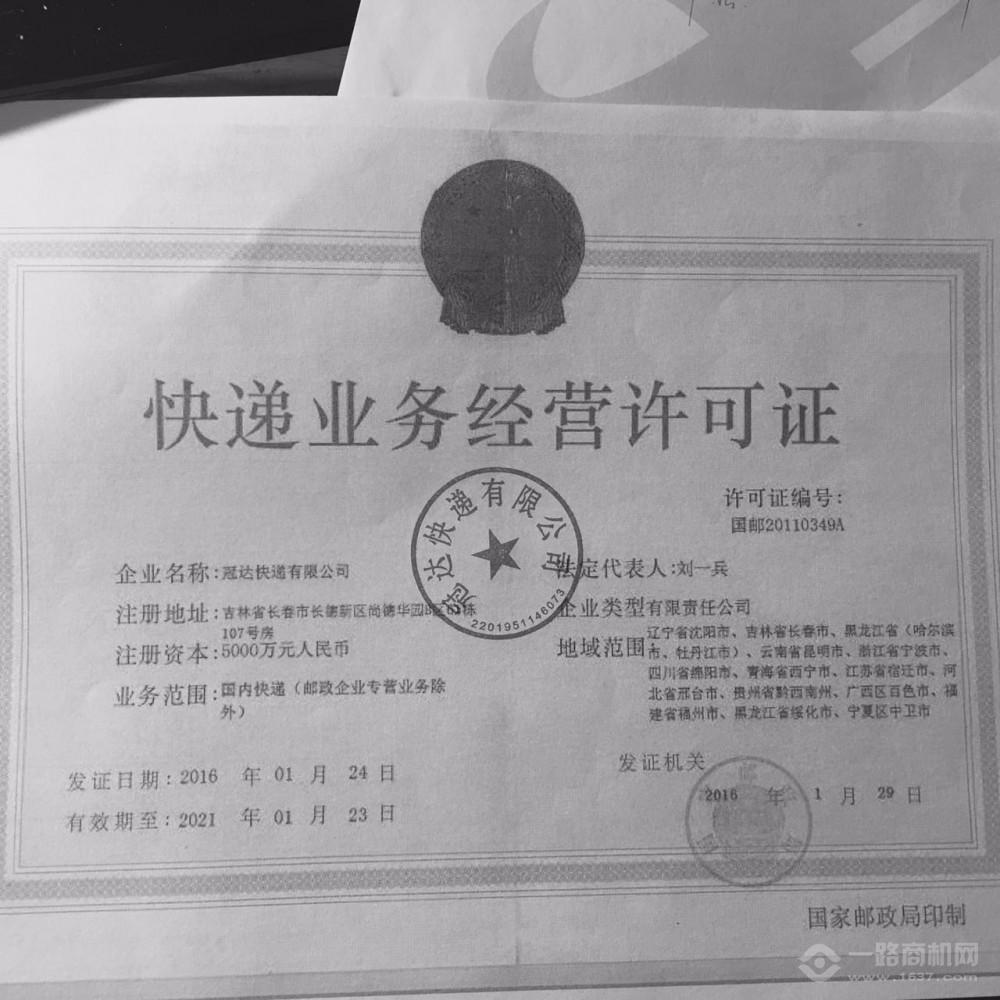 快递业务经营许可证
许可证编号:
国邮20110349A
冠达快递有限公司
2201951146073
企业名称:冠达快递有限公司
法定代表人:刘一兵
注册地址:吉林省长春市长德新区尚德华园B区61栋
107号房
企业类型:有限责任公司
注册资本:5000万元人民币
地域范围:辽宁省沈阳市、吉林省长春市、黑龙江省（哈尔滨
市、牡丹江市）、云南省昆明市、浙江省宁波市、
四川省绵阳市、青海省西宁市、江苏省宿迁市、河
北省邢台市、贵州省黔西南州、广西区百色市、福
建省福州市、黑龙江省绥化市、宁夏区中卫市
业务范围:国内快递（邮政企业专营业务除
外）
发证机关
发证日期:2016 年 01 月 24 日
2016 年 1 月 29 日
有效期至:2021 年 01 月 23 日
国家邮政局印制
一路商机网
www.1637.com